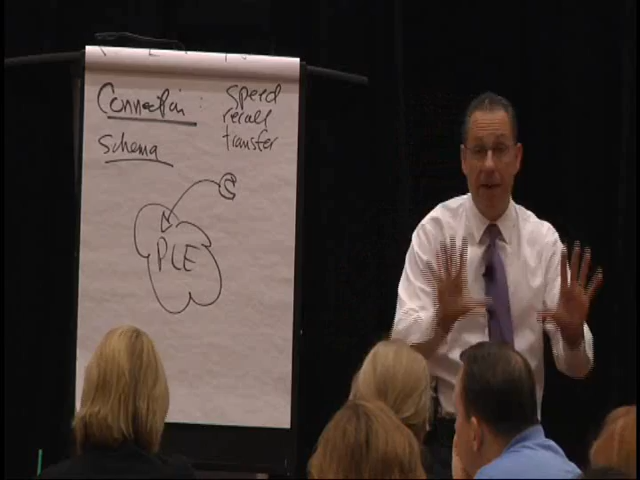 Connection : speed
recall
Schema transfer
S
PLE